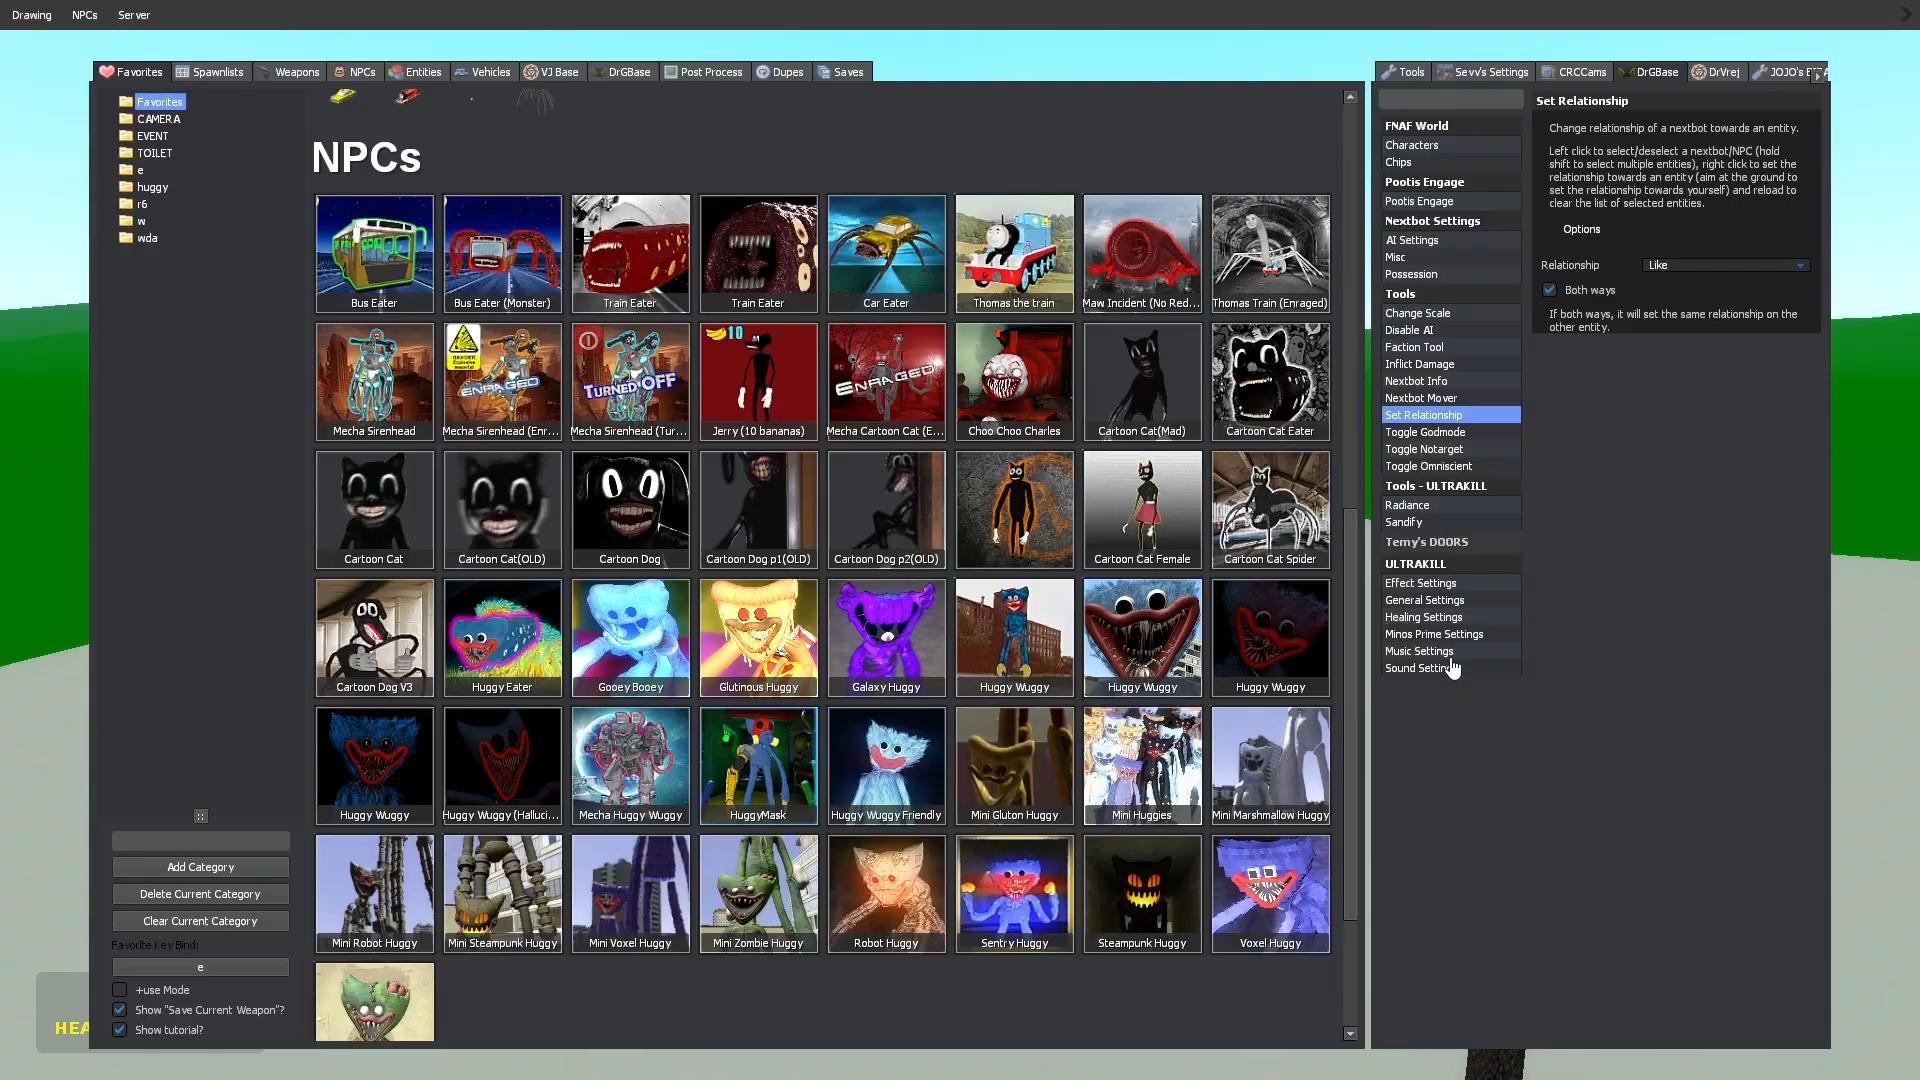 Drawing NPCs Server
Favorites Spawnlists Weapons NPCs Entities Vehicles VJ Base DrGBase Post Process Dupes Saves
Tools Sevv's Settings CRCCams DrGBase DrVrej
Favorites
CAMERA
EVENT
TOILET
e
huggy
r6
w
wda
Add Category
Delete Current Category
Clear Current Category
Favorite Key Bind:
e
+use Mode
Show "Save Current Weapon"?
Show tutorial?
HEA
NPCs
Bus Eater
Bus Eater (Monster)
Train Eater
Train Eater
Car Eater
Thomas the train
Maw Incident (No Red...
Thomas Train (Enraged)
DANGER
ENRAGED
TURNED OFF
10
ENRAGED
Mecha Sirenhead
Mecha Sirenhead (Enr...
Mecha Sirenhead (Tur...
Jerry (10 bananas)
Mecha Cartoon Cat (E...
Choo Choo Charles
Cartoon Cat(Mad)
Cartoon Cat Eater
Cartoon Cat
Cartoon Cat(OLD)
Cartoon Dog
Cartoon Dog p1(OLD)
Cartoon Dog p2(OLD)
Cartoon Cat Female
Cartoon Cat Spider
Cartoon Dog V3
Huggy Eater
Gooey Booey
Glutinous Huggy
Galaxy Huggy
Huggy Wuggy
Huggy Wuggy
Huggy Wuggy
Huggy Wuggy
Huggy Wuggy (Halluci...
Mecha Huggy Wuggy
HuggyMask
Huggy Wuggy Friendly
Mini Gluton Huggy
Mini Huggies
Mini Marshmallow Huggy
Mini Robot Huggy
Mini Steampunk Huggy
Mini Voxel Huggy
Mini Zombie Huggy
Robot Huggy
Sentry Huggy
Steampunk Huggy
Voxel Huggy
FNAF World
Characters
Chips
Pootis Engage
Pootis Engage
Nextbot Settings
AI Settings
Misc
Possession
Tools
Change Scale
Disable AI
Faction Tool
Inflict Damage
Nextbot Info
Nextbot Mover
Set Relationship
Toggle Godmode
Toggle Notarget
Toggle Omniscient
Tools - ULTRAKILL
Radiance
Sandify
Terny's DOORS
ULTRAKILL
Effect Settings
General Settings
Healing Settings
Minos Prime Settings
Music Settings
Sound
Set Relationship
Change relationship of a nextbot towards an entity.
Left click to select/deselect a nextbot/NPC (hold
shift to select multiple entities), right click to set the
relationship towards an entity (aim at the ground to
set the relationship towards yourself) and reload to
clear the list of selected entities.
Options
Relationship Like
Both ways
If both ways, it will set the same relationship on the
other entity.